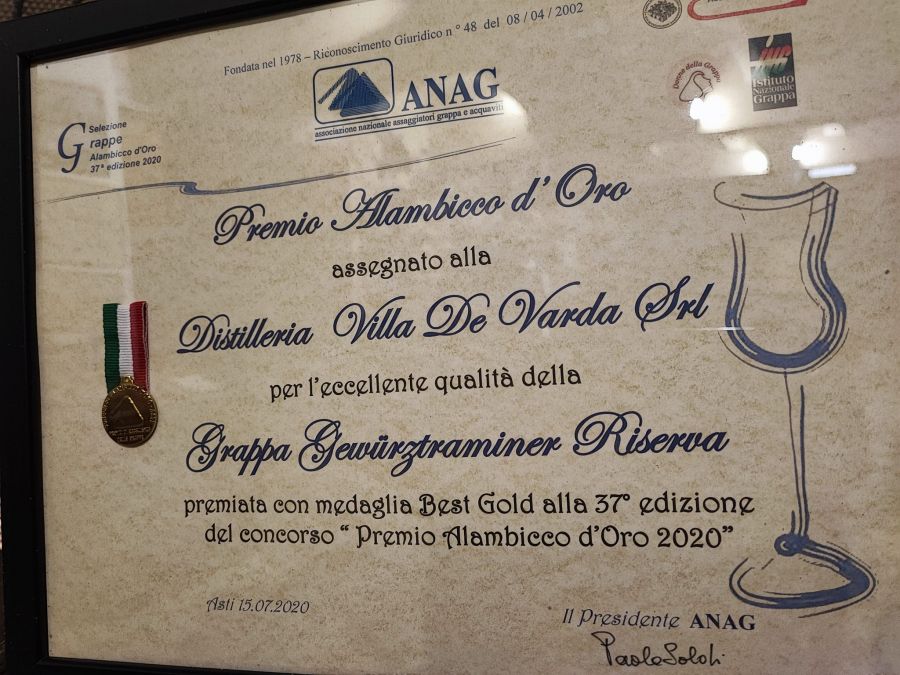 Fondata nel 1978 – Riconoscimento Giuridico n ° 48 del 08 / 04 / 2002
ANAG
associazione nazionale assaggiatori grappa e acquaviti
Donne della Grappa
Istituto
Nazionale
Grappa
Selezione
Grappe
Alambicco d'Oro
37ª edizione 2020
Premio Alambicco d' Oro
assegnato alla
Distilleria Villa De Varda Srl
per l'eccellente qualità della
Grappa Gewürztraminer Riserva
premiata con medaglia Best Gold alla 37° edizione
del concorso “ Premio Alambicco d'Oro 2020”
Asti 15.07.2020
Il Presidente ANAG